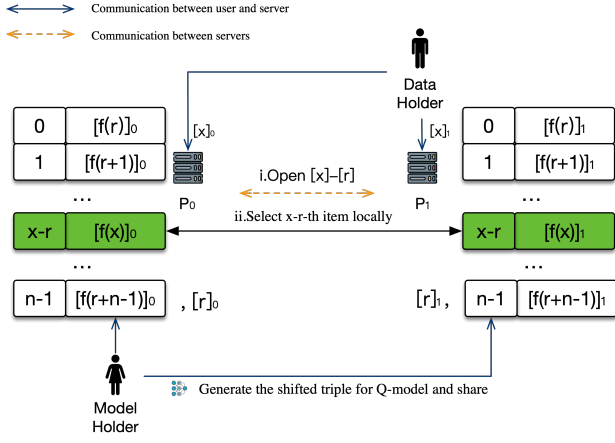 Communication between user and server
Communication between servers
Data
Holder
[x]₀
[x]₁
0 [f(r)]₀
1 [f(r+1)]₀
...
x-r [f(x)]₀
...
n-1 [f(r+n-1)]₀ , [r]₀
P₀
i.Open [x]-[r]
P₁
ii.Select x-r-th item locally
0 [f(r)]₁
1 [f(r+1)]₁
...
x-r [f(x)]₁
...
[r]₁, n-1 [f(r+n-1)]₁
Generate the shifted triple for Q-model and share
Model
Holder